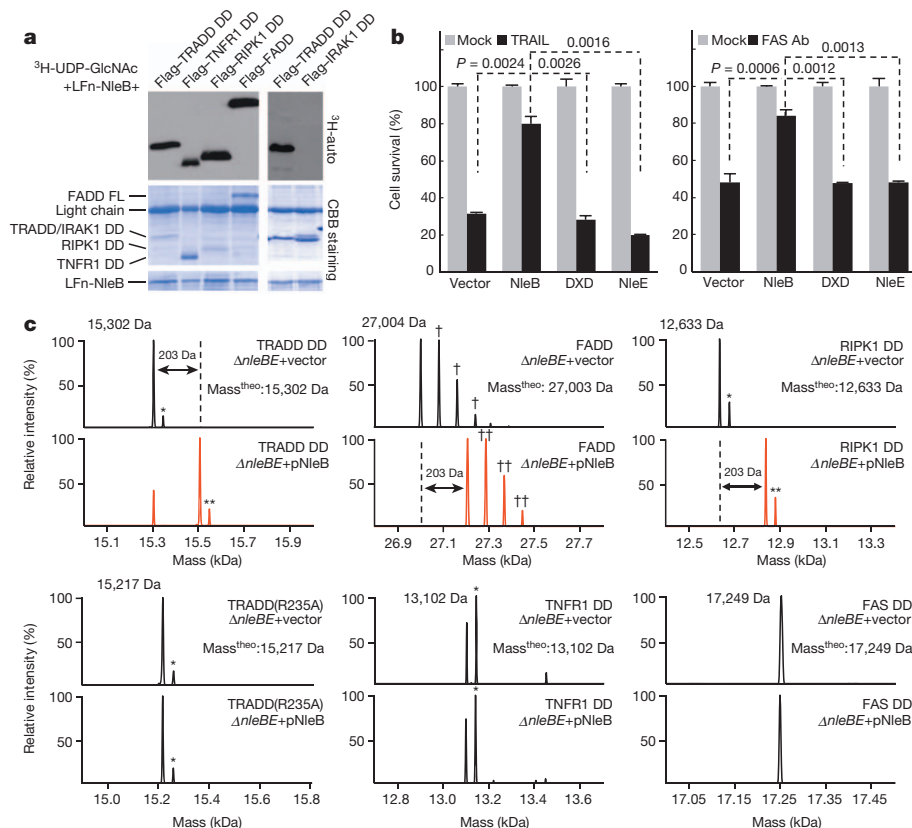 a
³H-UDP-GlcNAc
+LFn-NleB+
Flag–TRADD DD
Flag–TNFR1 DD
Flag–RIPK1 DD
Flag–FADD
Flag–TRADD DD
Flag–IRAK1 DD
³H-auto
FADD FL
Light chain
TRADD/IRAK1 DD
RIPK1 DD
TNFR1 DD
LFn-NleB
CBB staining
b
Mock TRAIL
0.0016
P = 0.0024 0.0026
Cell survival (%)
100
80
60
40
20
0
Vector NleB DXD NleE
Mock FAS Ab
0.0013
P = 0.0006 0.0012
100
80
60
40
20
0
Vector NleB DXD NleE
c
Relative intensity (%)
15,302 Da
100
50
203 Da
*
TRADD DD
ΔnleBE+vector
Massᵗʰᵉᵒ:15,302 Da
100
50
**
TRADD DD
ΔnleBE+pNleB
15.1 15.3 15.5 15.7 15.9
Mass (kDa)
27,004 Da
100
50
† † † †
FADD
ΔnleBE+vector
Massᵗʰᵉᵒ: 27,003 Da
100
50
203 Da
†† †† ††
FADD
ΔnleBE+pNleB
26.9 27.1 27.3 27.5 27.7
Mass (kDa)
12,633 Da
100
50
*
RIPK1 DD
ΔnleBE+vector
Massᵗʰᵉᵒ:12,633 Da
100
50
203 Da
**
RIPK1 DD
ΔnleBE+pNleB
12.5 12.7 12.9 13.1 13.3
Mass (kDa)
Relative intensity (%)
15,217 Da
100
50
*
TRADD(R235A)
ΔnleBE+vector
Massᵗʰᵉᵒ:15,217 Da
100
50
*
TRADD(R235A)
ΔnleBE+pNleB
15.0 15.2 15.4 15.6 15.8
Mass (kDa)
13,102 Da
100
50
*
TNFR1 DD
ΔnleBE+vector
Massᵗʰᵉᵒ:13,102 Da
100
50
*
TNFR1 DD
ΔnleBE+pNleB
12.8 13.0 13.2 13.4 13.6
Mass (kDa)
17,249 Da
100
50
FAS DD
ΔnleBE+vector
Massᵗʰᵉᵒ:17,249 Da
100
50
FAS DD
ΔnleBE+pNleB
17.05 17.15 17.25 17.35 17.45
Mass (kDa)